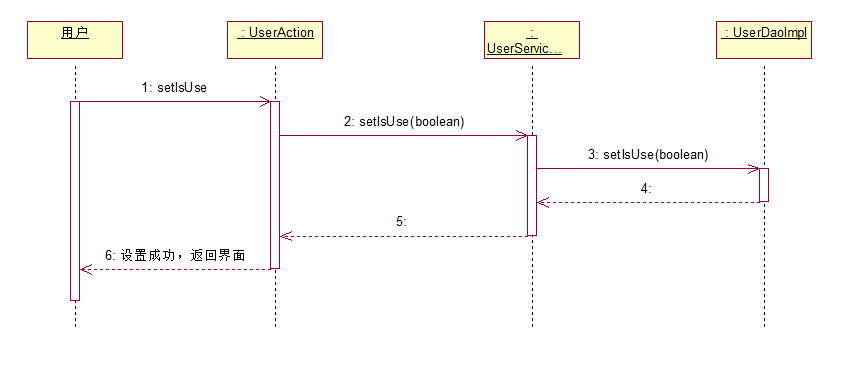 用户
: UserAction
:
UserServic...
: UserDaoImpl
1: setIsUse
2: setIsUse(boolean)
3: setIsUse(boolean)
4:
5:
6: 设置成功，返回界面